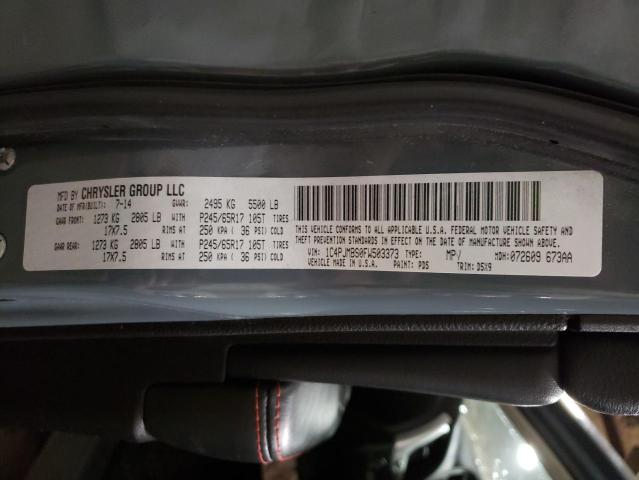 MFD BY CHRYSLER GROUP LLC
DATE OF MFR(BUILT): 7-14 GVWR: 2495 KG 5500 LB
GAWR FRONT: 1273 KG 2805 LB WITH P245/65R17 105T TIRES
17X7.5 RIMS AT 250 KPA ( 36 PSI) COLD
GAWR REAR: 1273 KG 2805 LB WITH P245/65R17 105T TIRES
17X7.5 RIMS AT 250 KPA ( 36 PSI) COLD
THIS VEHICLE CONFORMS TO ALL APPLICABLE U.S.A. FEDERAL MOTOR VEHICLE SAFETY,
BUMPER, AND THEFT PREVENTION STANDARDS IN EFFECT ON THE
DATE OF MANUFACTURE SHOWN ABOVE.
VIN: 1C4PJMBS0FW503373 TYPE: MP/ MDH: 072609 673AA
VEHICLE MADE IN U.S.A. PAINT: PDS TRIM: D5X9